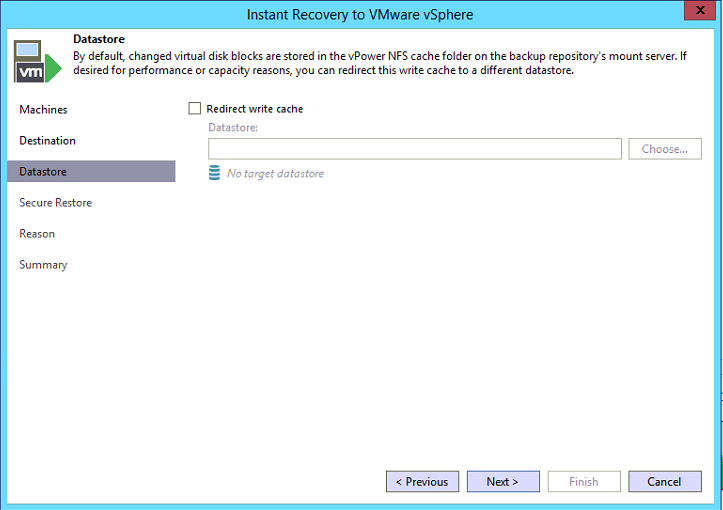 Instant Recovery to VMware vSphere
X
vm
Datastore
By default, changed virtual disk blocks are stored in the vPower NFS cache folder on the backup repository's mount server. If
desired for performance or capacity reasons, you can redirect this write cache to a different datastore.
Machines
Destination
Datastore
Secure Restore
Reason
Summary
Redirect write cache
Datastore:
Choose...
No target datastore
< Previous
Next >
Finish
Cancel